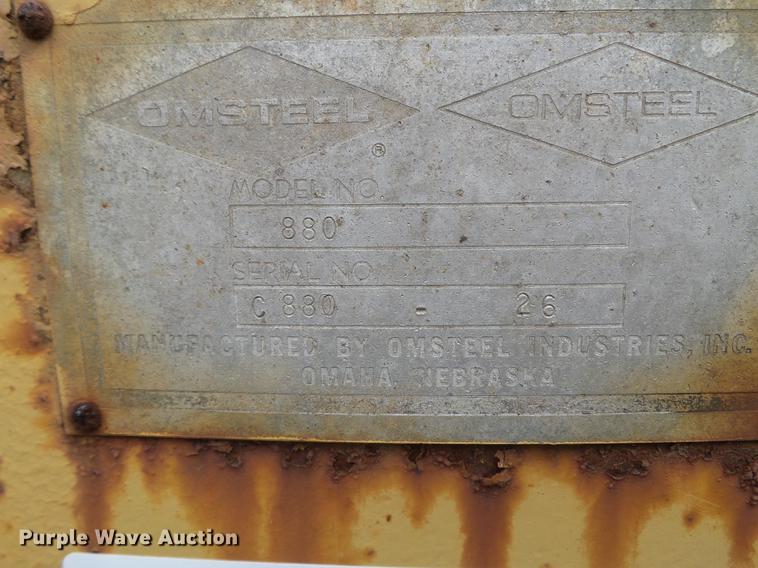 OMSTEEL OMSTEEL
®
MODEL NO.
880
SERIAL NO.
C 880 - 26
MANUFACTURED BY OMSTEEL INDUSTRIES, INC.
OMAHA, NEBRASKA
Purple Wave Auction